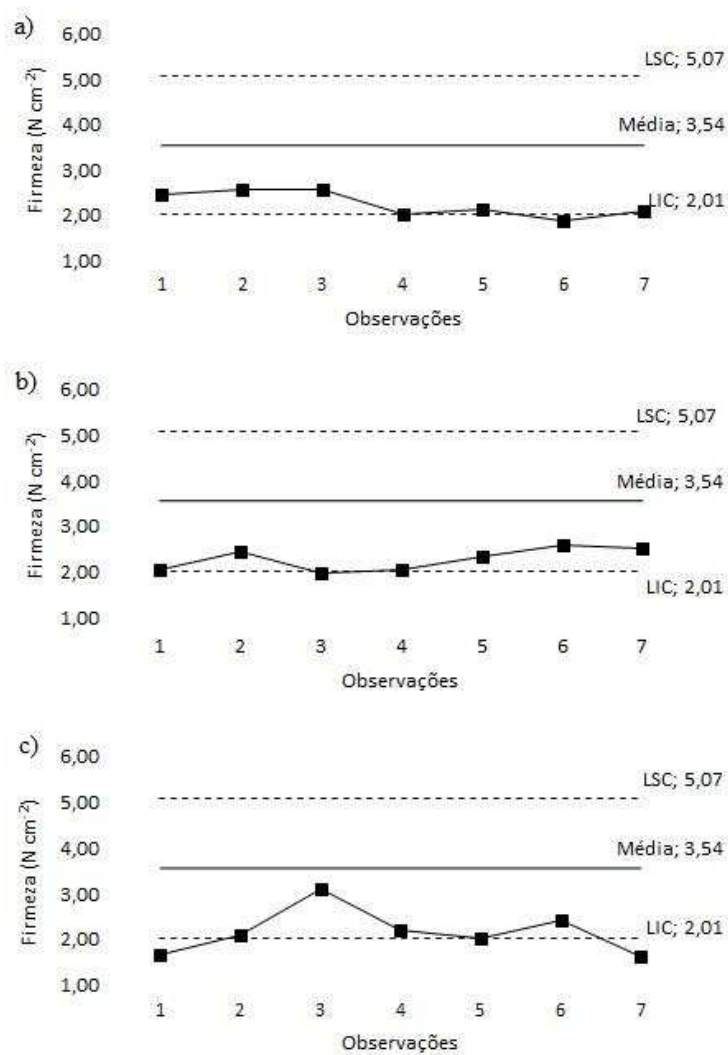 a)
6,00
LSC; 5,07
5,00
4,00
Média; 3,54
3,00
LIC; 2,01
2,00
1,00
Firmeza (N cm⁻²)
1 2 3 4 5 6 7
Observações
b)
6,00
LSC; 5,07
5,00
4,00
Média; 3,54
3,00
2,00
LIC; 2,01
1,00
Firmeza (N cm⁻²)
1 2 3 4 5 6 7
Observações
c)
6,00
LSC; 5,07
5,00
4,00
Média; 3,54
3,00
LIC; 2,01
2,00
1,00
Firmeza (N cm⁻²)
1 2 3 4 5 6 7
Observações